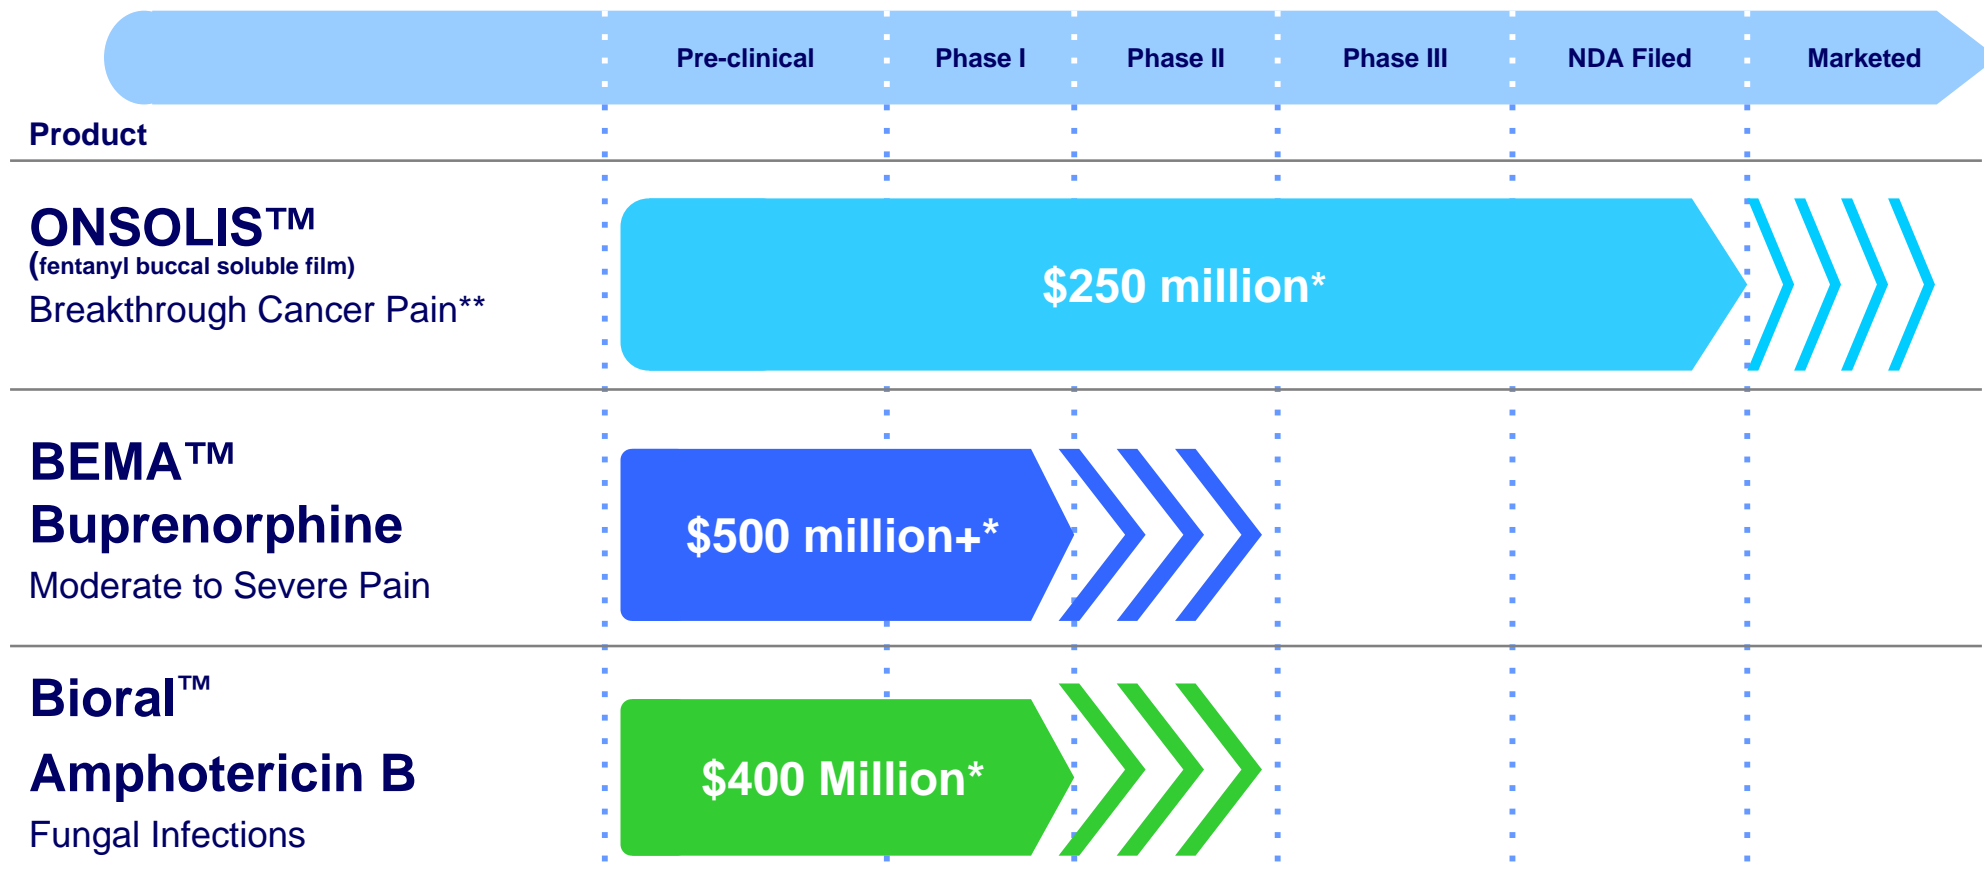 Pre-clinical Phase I Phase II Phase III NDA Filed Marketed
Product
ONSOLIS™
(fentanyl buccal soluble film)
Breakthrough Cancer Pain**
$250 million*
BEMA™
Buprenorphine
Moderate to Severe Pain
$500 million+*
Bioral™
Amphotericin B
Fungal Infections
$400 Million*